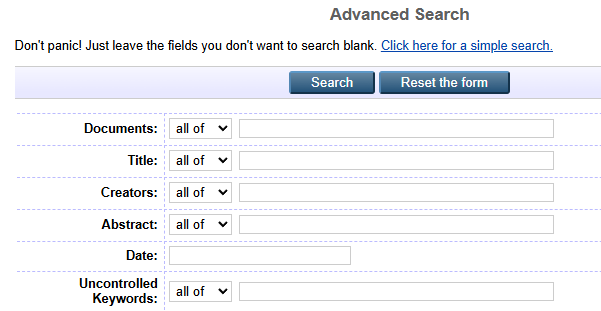 Advanced Search
Don't panic! Just leave the fields you don't want to search blank. Click here for a simple search.
Search Reset the form
Documents: all of
Title: all of
Creators: all of
Abstract: all of
Date:
Uncontrolled
Keywords: all of